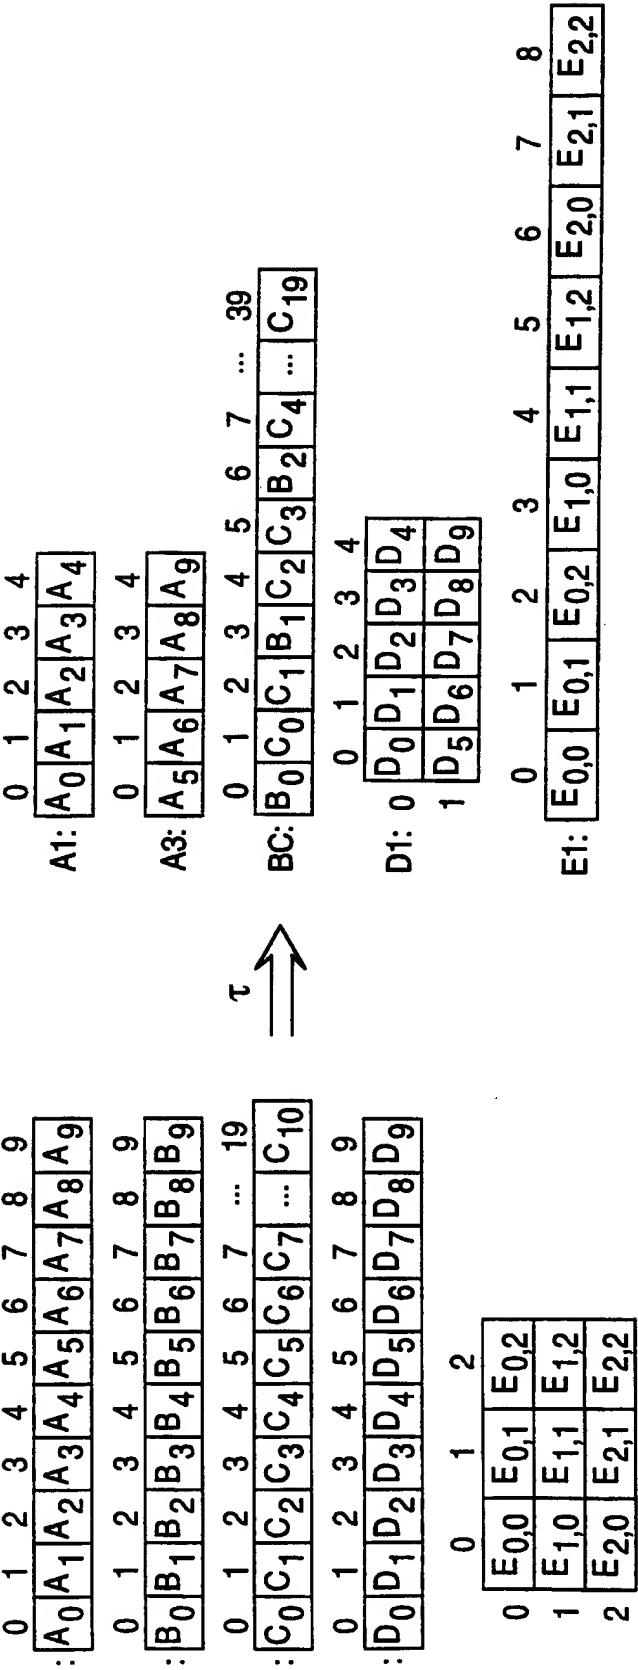 0 1 2 3 4 5 6 7 8 9
: A0 A1 A2 A3 A4 A5 A6 A7 A8 A9
0 1 2 3 4 5 6 7 8 9
: B0 B1 B2 B3 B4 B5 B6 B7 B8 B9
0 1 2 3 4 5 6 7 ... 19
: C0 C1 C2 C3 C4 C5 C6 C7 ... C10
0 1 2 3 4 5 6 7 8 9
: D0 D1 D2 D3 D4 D5 D6 D7 D8 D9
0 1 2
0 E0,0 E0,1 E0,2
1 E1,0 E1,1 E1,2
2 E2,0 E2,1 E2,2
τ
0 1 2 3 4
A1: A0 A1 A2 A3 A4
0 1 2 3 4
A3: A5 A6 A7 A8 A9
0 1 2 3 4 5 6 7 ... 39
BC: B0 C0 C1 B1 C2 C3 B2 C4 ... C19
0 1 2 3 4
D1: 0 D0 D1 D2 D3 D4
1 D5 D6 D7 D8 D9
0 1 2 3 4 5 6 7 8
E1: E0,0 E0,1 E0,2 E1,0 E1,1 E1,2 E2,0 E2,1 E2,2